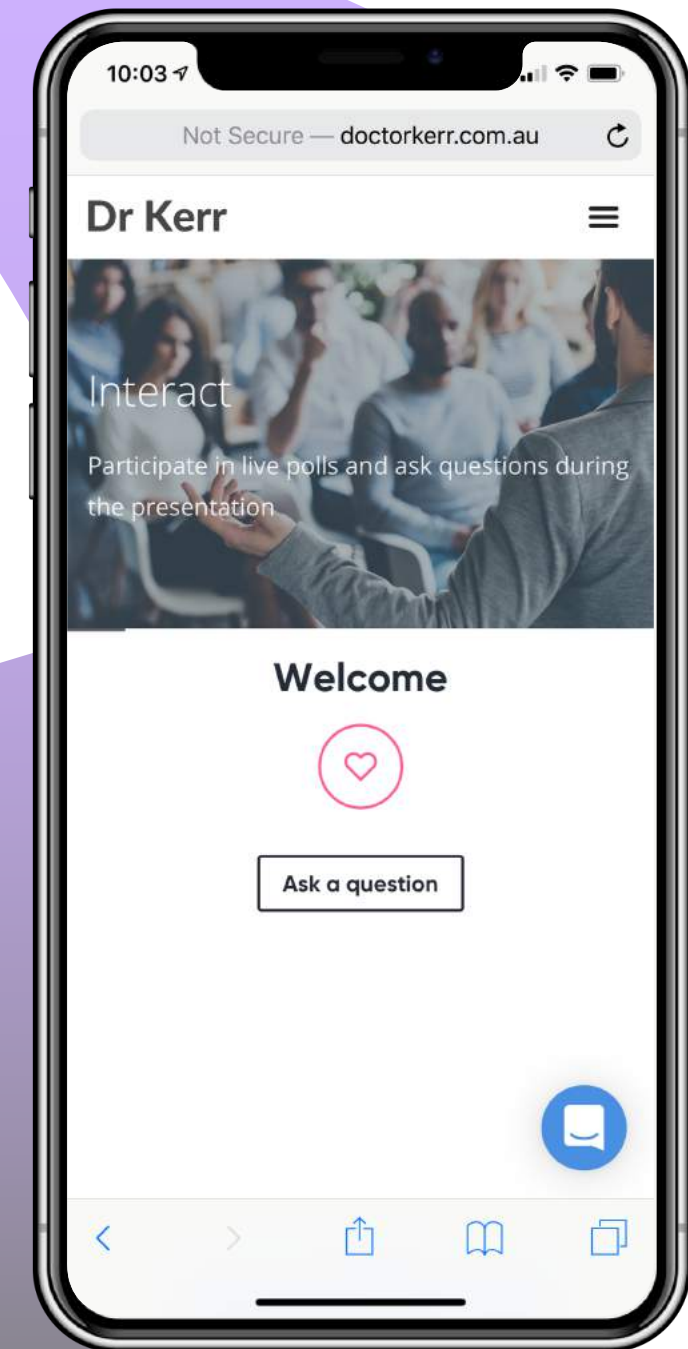 10:03
Not Secure — doctorkerr.com.au
Dr Kerr
Interact
Participate in live polls and ask questions during
the presentation
Welcome
Ask a question